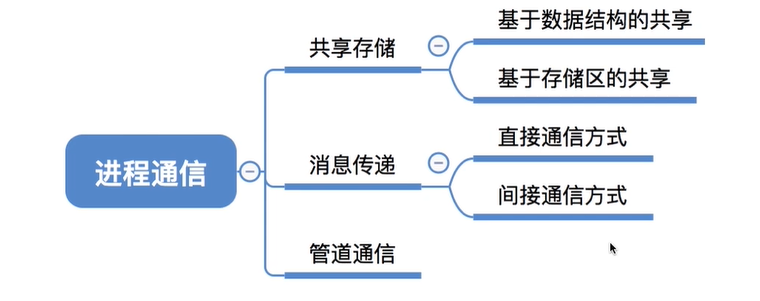 进程通信
共享存储
基于数据结构的共享
基于存储区的共享
消息传递
直接通信方式
间接通信方式
管道通信